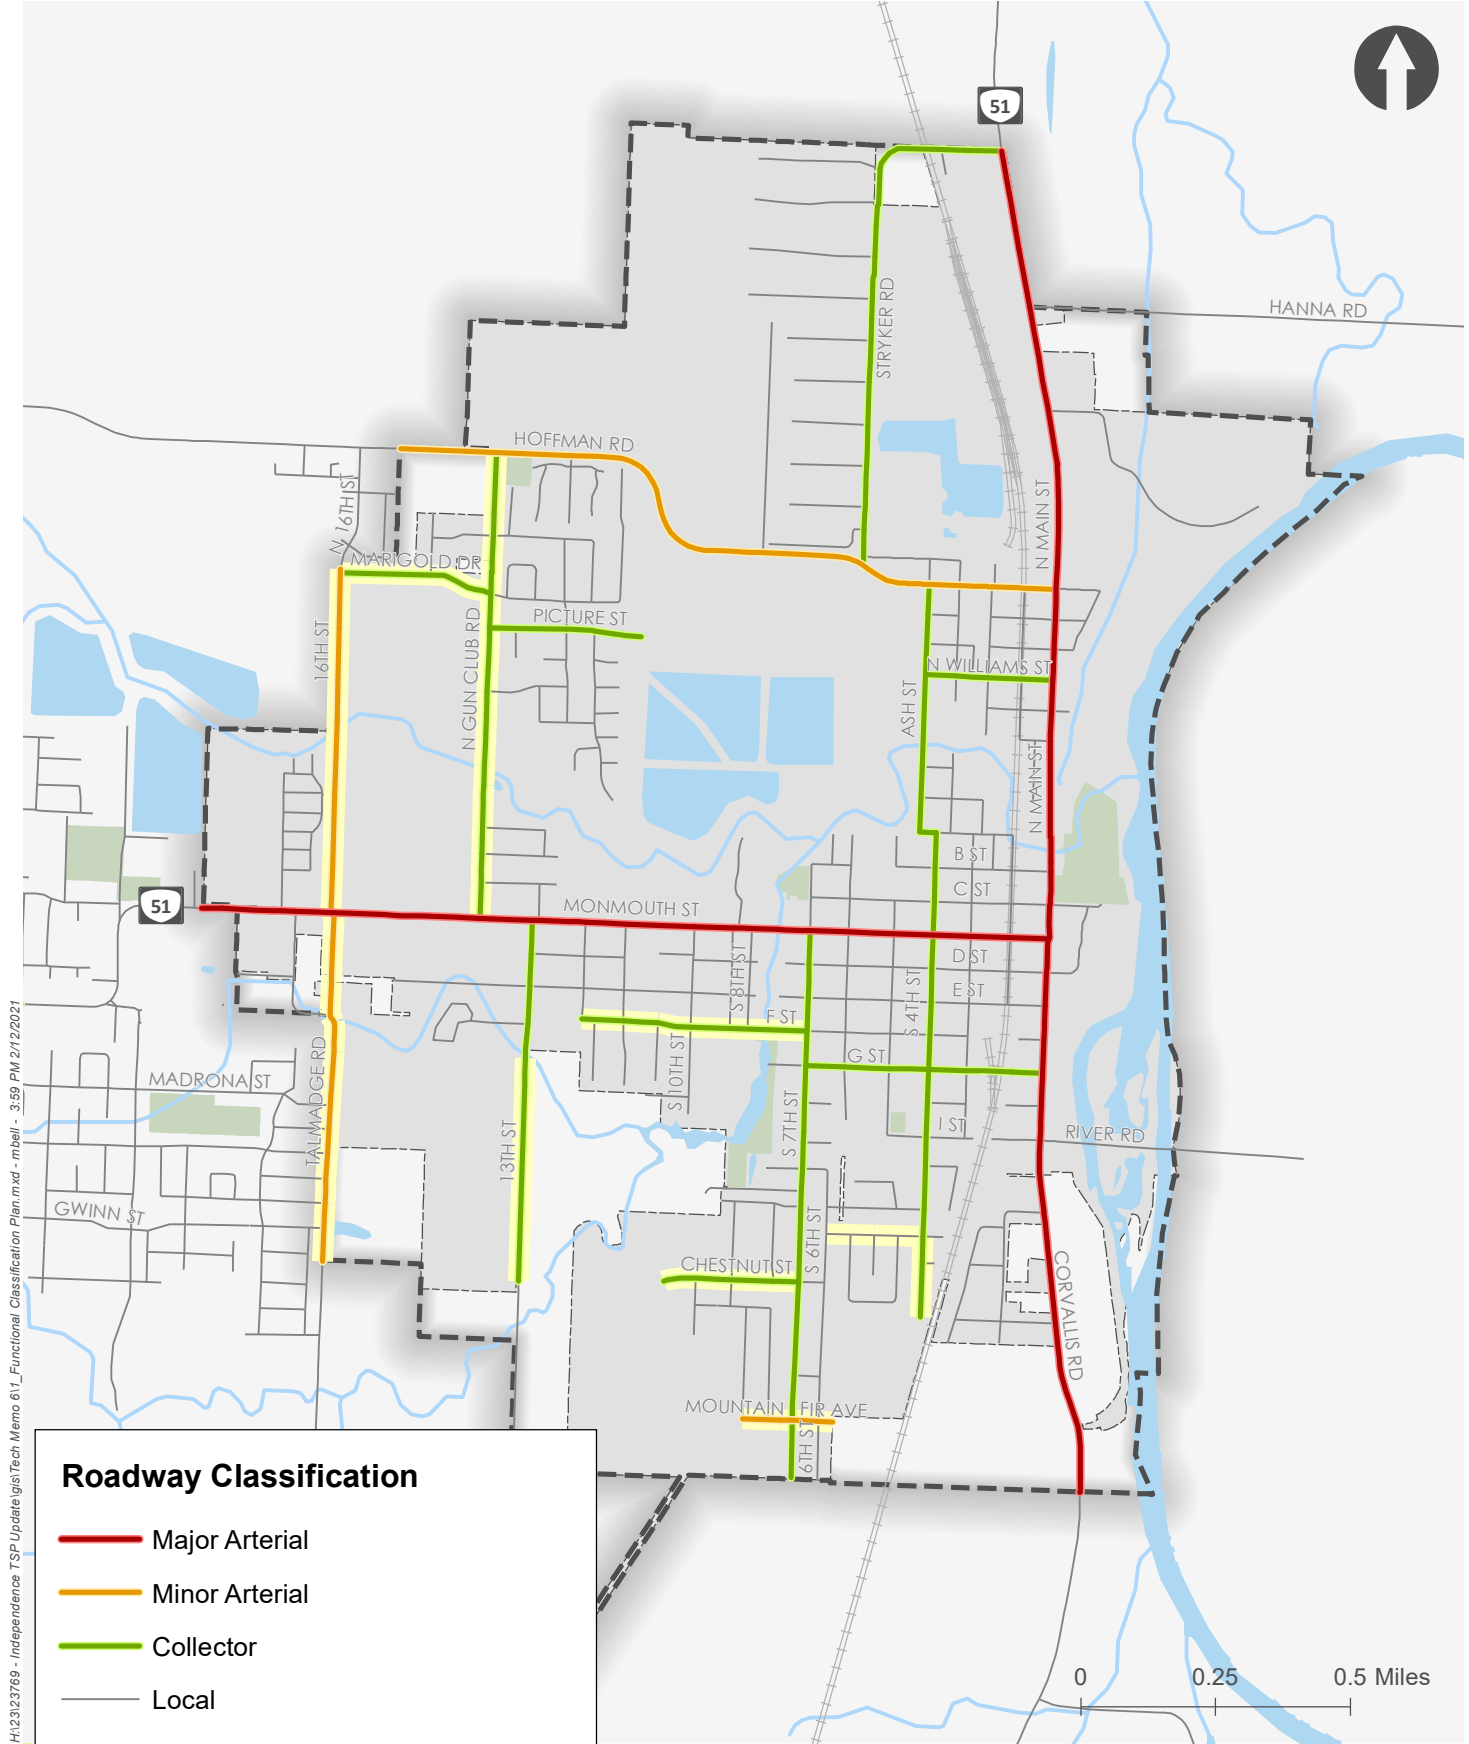 51
HANNA RD
STRYKER RD
HOFFMAN RD
N 16TH ST
N MAIN ST
MARIGOLD DR
PICTURE ST
16TH ST
N GUN CLUB RD
N WILLIAMS ST
ASH ST
N MAIN ST
B ST
C ST
51
MONMOUTH ST
D ST
S 8TH ST
E ST
S 4TH ST
F ST
G ST
S 10TH ST
MADRONA ST
TALMADGE RD
S 7TH ST
I ST
RIVER RD
13TH ST
GWINN ST
S 6TH ST
CHESTNUT ST
CORVALLIS RD
MOUNTAIN FIR AVE
6TH ST
Roadway Classification
Major Arterial
Minor Arterial
Collector
Local
0 0.25 0.5 Miles
H:\23\23769 - Independence TSP Update\gis\Tech Memo 6\1_Functional Classification Plan.mxd - mbell - 3:59 PM 2/12/2021